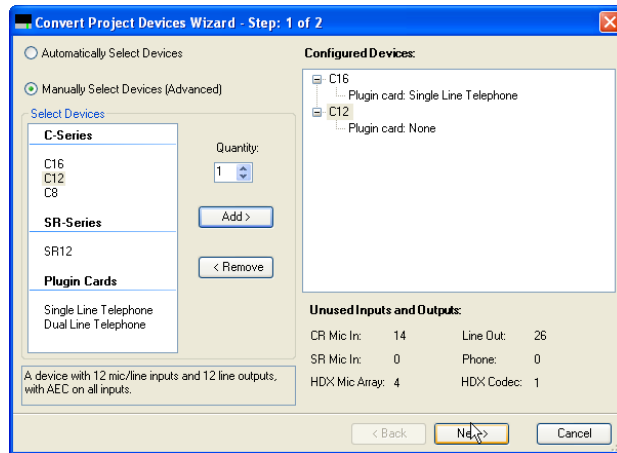 Convert Project Devices Wizard - Step: 1 of 2
Automatically Select Devices
Manually Select Devices (Advanced)
Select Devices
C-Series
C16
C12
C8
SR-Series
SR12
Plugin Cards
Single Line Telephone
Dual Line Telephone
Quantity:
1
Add >
< Remove
A device with 12 mic/line inputs and 12 line outputs,
with AEC on all inputs.
Configured Devices:
C16
Plugin card: Single Line Telephone
C12
Plugin card: None
Unused Inputs and Outputs:
CR Mic In: 14 Line Out: 26
SR Mic In: 0 Phone: 0
HDX Mic Array: 4 HDX Codec: 1
< Back
Cancel